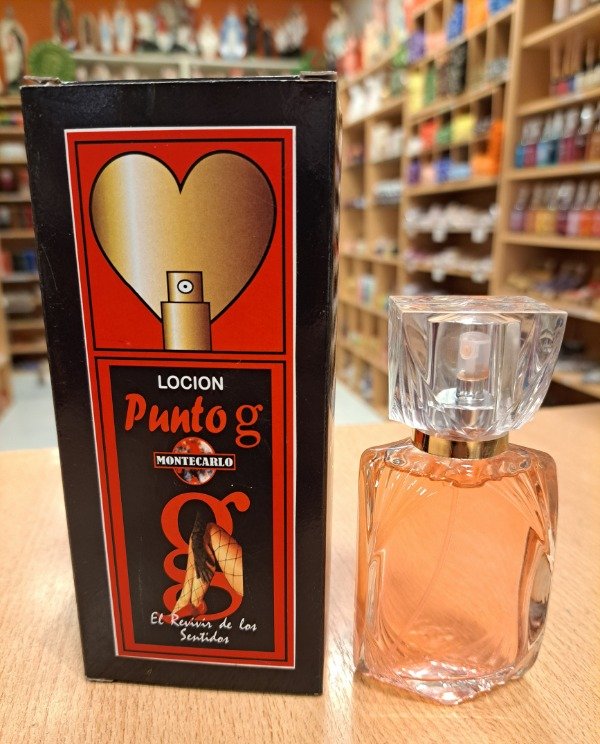 LOCION
Punto g
MONTECARLO
g
El Revivir de los
Sentidos